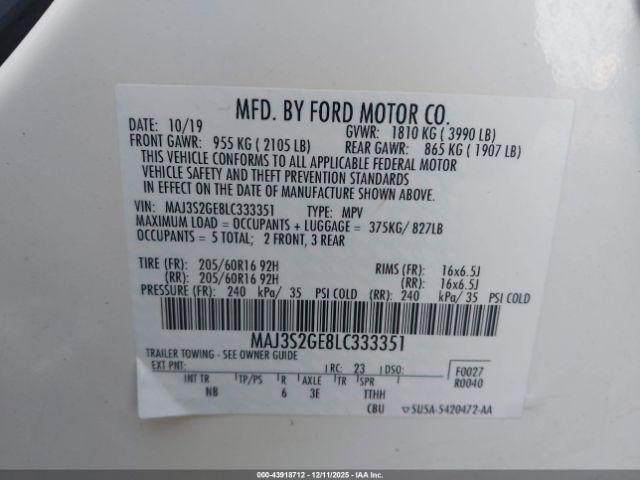 MFD. BY FORD MOTOR CO.
DATE: 10/19 GVWR: 1810 KG ( 3990 LB)
FRONT GAWR: 955 KG ( 2105 LB) REAR GAWR: 865 KG ( 1907 LB)
THIS VEHICLE CONFORMS TO ALL APPLICABLE FEDERAL MOTOR
VEHICLE SAFETY AND THEFT PREVENTION STANDARDS
IN EFFECT ON THE DATE OF MANUFACTURE SHOWN ABOVE.
VIN: MAJ3S2GE8LC333351 TYPE: MPV
MAXIMUM LOAD = OCCUPANTS + LUGGAGE = 375KG/ 827LB
OCCUPANTS = 5 TOTAL; 2 FRONT, 3 REAR
TIRE (FR): 205/60R16 92H RIMS (FR): 16x6.5J
(RR): 205/60R16 92H (RR): 16x6.5J
PRESSURE (FR): 240 kPa/ 35 PSI COLD (RR): 240 kPa/ 35 PSI COLD
MAJ3S2GE8LC333351
TRAILER TOWING - SEE OWNER GUIDE
EXT PNT: RC: 23 DSO: F0027
R0040
INT TR TP/PS R AXLE TR SPR
NB 6 3E TTHH
CBU SU5A-5420472-AA
000-43918712 - 12/11/2025 - IAA Inc.